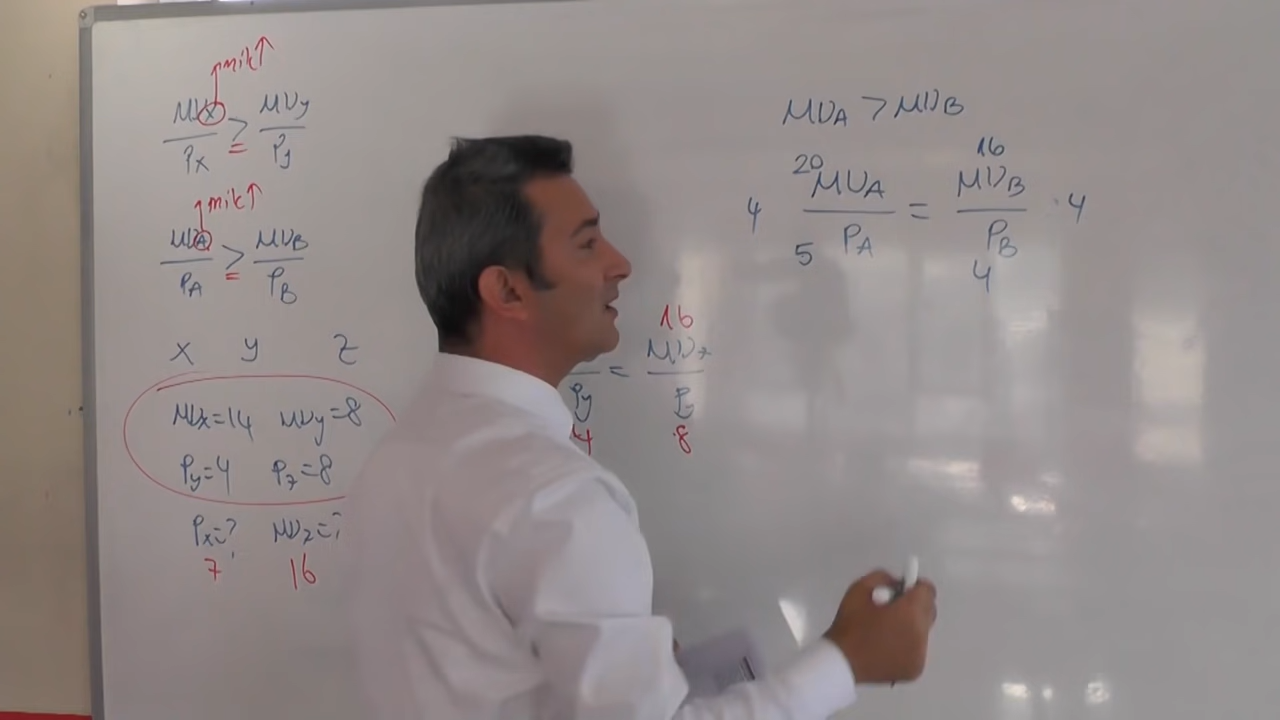 mik↑
MUx/Px ≥ MUy/Py
mik↑
MUA/PA ≥ MUB/PB
x y z
MUx=14 MUy=8
Py=4 Pz=8
Px=? MUz=?
7 16
16
Py = MUz/Pz
4 8
MUA > MUB
20 16
4 MUA/PA = MUB/PB · 4
5 4